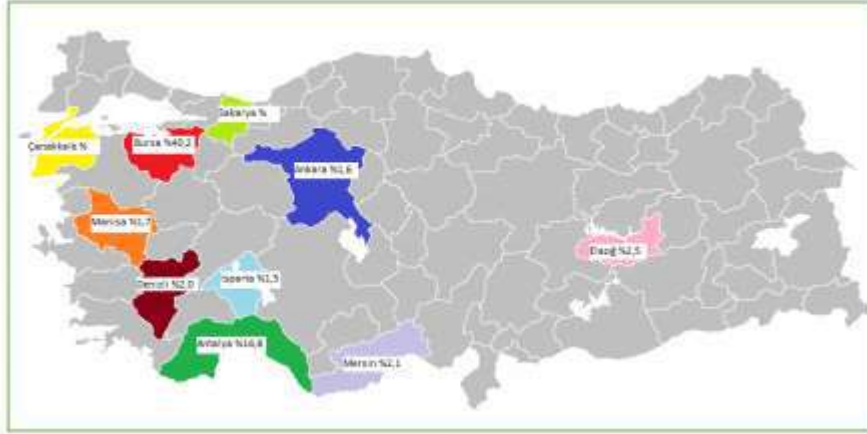 Sakarya %
Çanakkale %
Bursa %40,2
Ankara %1,6
Manisa %1,7
Elazığ %2,5
Denizli %2,0
Isparta %1,5
Antalya %16,8
Mersin %2,1